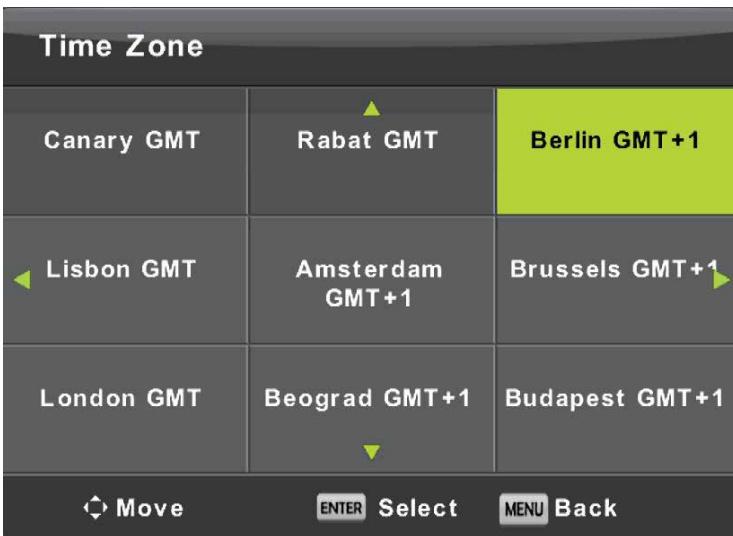 Time Zone
Canary GMT
Rabat GMT
Berlin GMT+1
Lisbon GMT
Amsterdam
GMT+1
Brussels GMT+1
London GMT
Beograd GMT+1
Budapest GMT+1
Move
ENTER Select
MENU Back